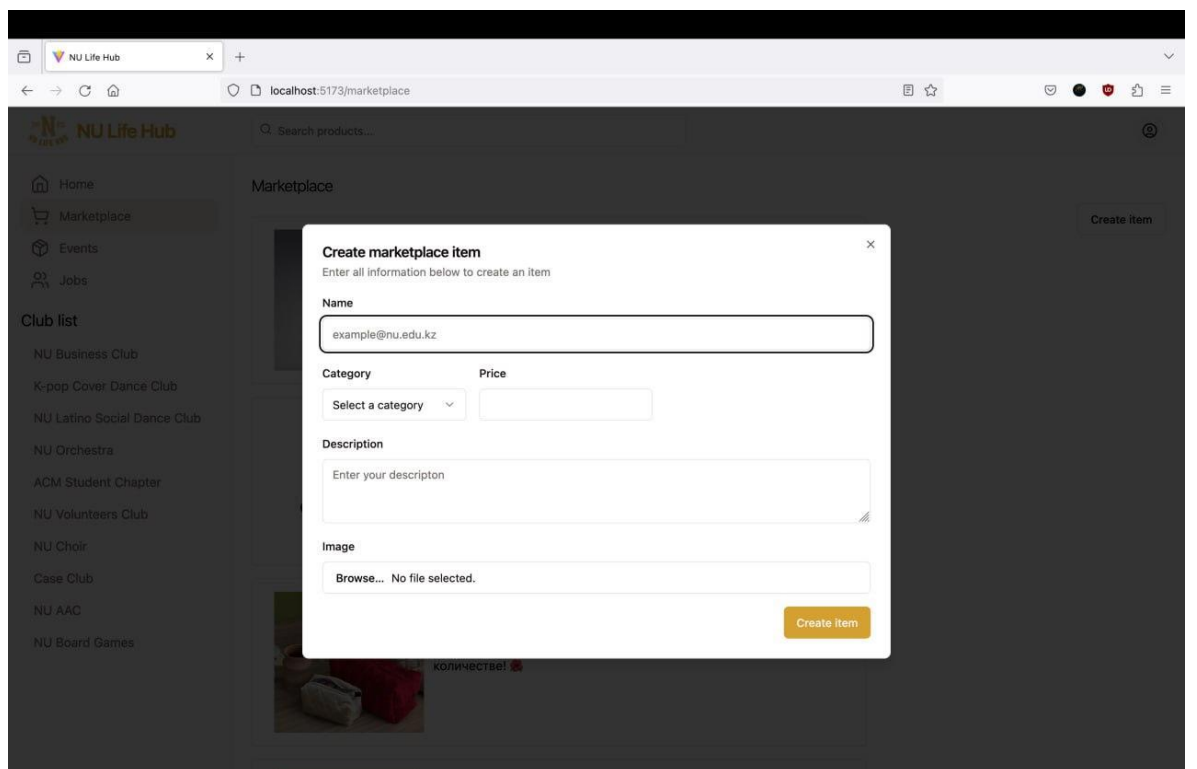 NU Life Hub
localhost:5173/marketplace
NU Life Hub
Search products...
Home
Marketplace
Events
Jobs
Club list
NU Business Club
K-pop Cover Dance Club
NU Latino Social Dance Club
NU Orchestra
ACM Student Chapter
NU Volunteers Club
NU Choir
Case Club
NU AAC
NU Board Games
Marketplace
Create item
Create marketplace item
Enter all information below to create an item
Name
example@nu.edu.kz
Category Price
Select a category
Description
Enter your descripton
Image
Browse... No file selected.
Create item
количестве!